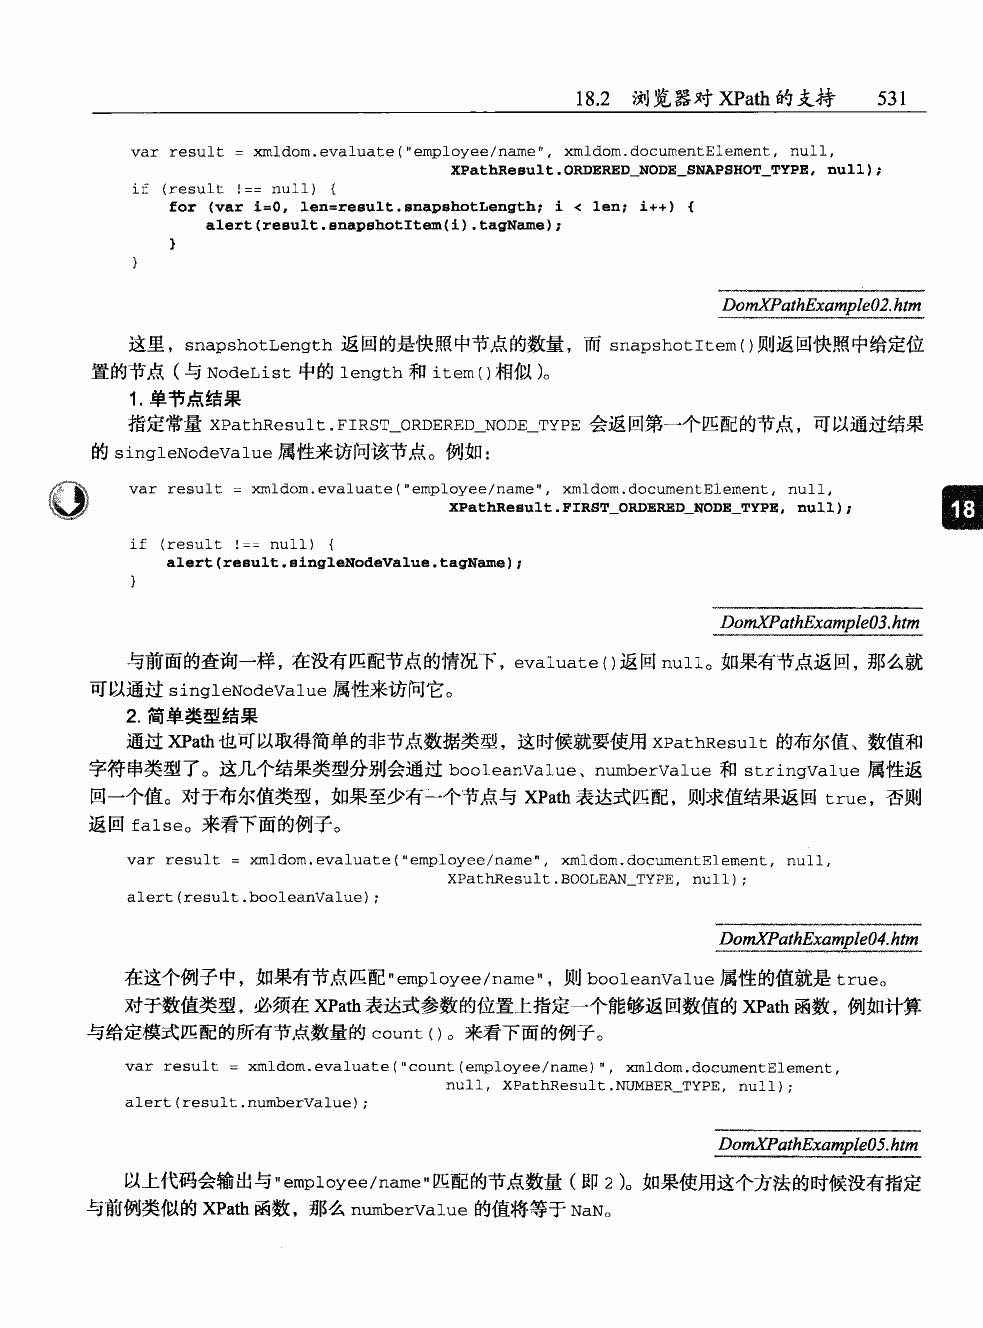 18.2 浏览器对 XPath 的支持 531
var result = xmldom.evaluate("employee/name", xmldom.documentElement, null,
XPathResult.ORDERED_NODE_SNAPSHOT_TYPE, null);
if (result !== null) {
for (var i=0, len=result.snapshotLength; i < len; i++) {
alert(result.snapshotItem(i).tagName);
}
}
DomXPathExample02.htm
这里，snapshotLength 返回的是快照中节点的数量，而 snapshotItem()则返回快照中给定位
置的节点（与 NodeList 中的 length 和 item()相似）。
1. 单节点结果
指定常量 XPathResult.FIRST_ORDERED_NODE_TYPE 会返回第一个匹配的节点，可以通过结果
的 singleNodeValue 属性来访问该节点。例如：
var result = xmldom.evaluate("employee/name", xmldom.documentElement, null,
XPathResult.FIRST_ORDERED_NODE_TYPE, null);
18
if (result !== null) {
alert(result.singleNodeValue.tagName);
}
DomXPathExample03.htm
与前面的查询一样，在没有匹配节点的情况下，evaluate()返回 null。如果有节点返回，那么就
可以通过 singleNodeValue 属性来访问它。
2. 简单类型结果
通过 XPath 也可以取得简单的非节点数据类型，这时候就要使用 XPathResult 的布尔值、数值和
字符串类型了。这几个结果类型分别会通过 booleanValue、numberValue 和 stringValue 属性返
回一个值。对于布尔值类型，如果至少有一个节点与 XPath 表达式匹配，则求值结果返回 true，否则
返回 false。来看下面的例子。
var result = xmldom.evaluate("employee/name", xmldom.documentElement, null,
XPathResult.BOOLEAN_TYPE, null);
alert(result.booleanValue);
DomXPathExample04.htm
在这个例子中，如果有节点匹配"employee/name"，则 booleanValue 属性的值就是 true。
对于数值类型，必须在 XPath 表达式参数的位置上指定一个能够返回数值的 XPath 函数，例如计算
与给定模式匹配的所有节点数量的 count()。来看下面的例子。
var result = xmldom.evaluate("count(employee/name)", xmldom.documentElement,
null, XPathResult.NUMBER_TYPE, null);
alert(result.numberValue);
DomXPathExample05.htm
以上代码会输出与"employee/name"匹配的节点数量（即 2）。如果使用这个方法的时候没有指定
与前例类似的 XPath 函数，那么 numberValue 的值将等于 NaN。